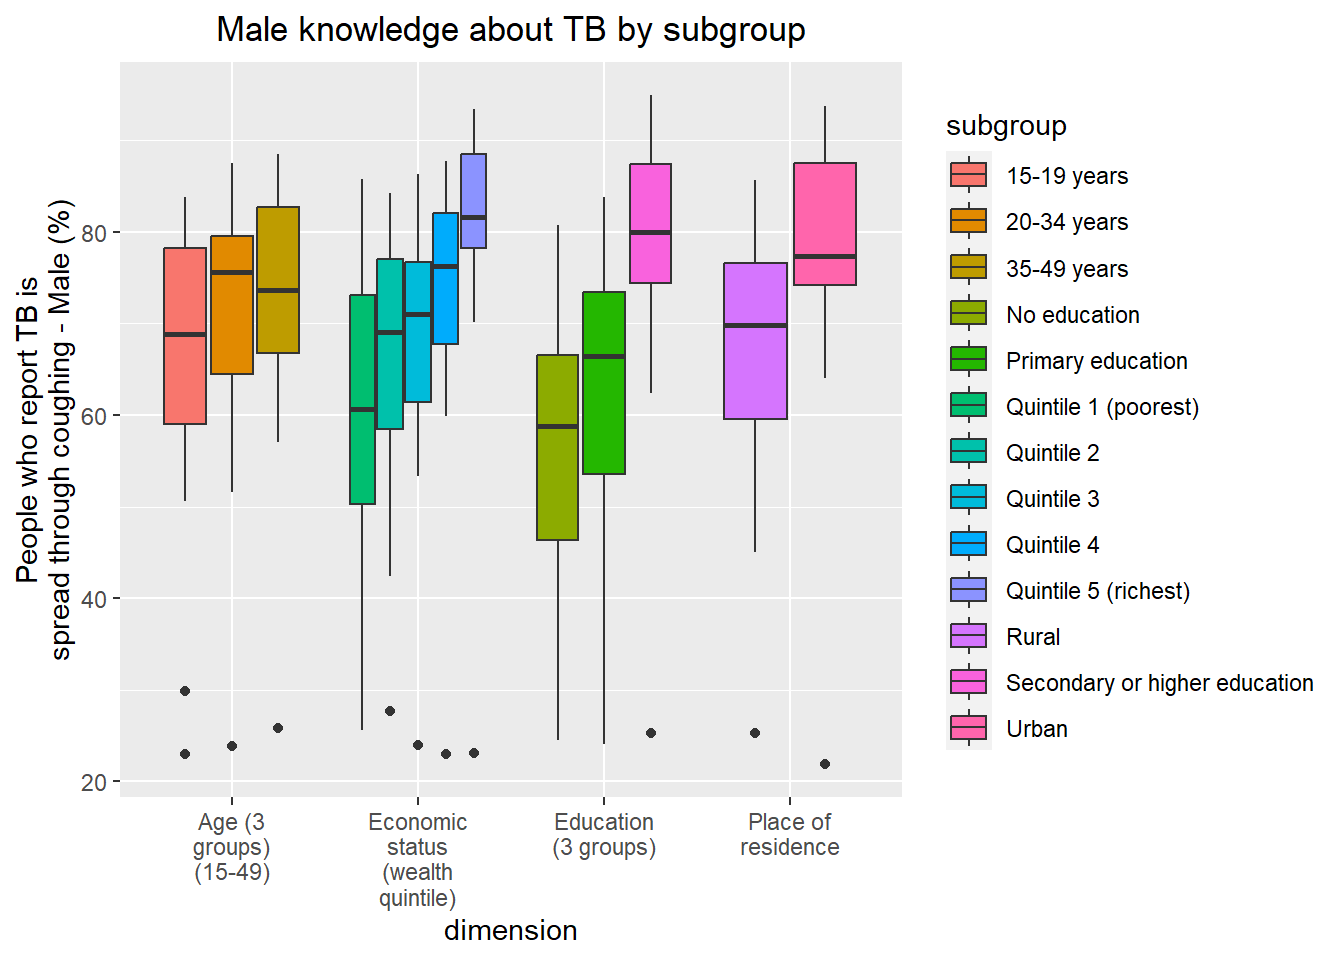 Male knowledge about TB by subgroup
People who report TB is
spread through coughing - Male (%)
80
60
40
20
Age (3
groups)
(15-49)
Economic
status
(wealth
quintile)
Education
(3 groups)
Place of
residence
dimension
subgroup
15-19 years
20-34 years
35-49 years
No education
Primary education
Quintile 1 (poorest)
Quintile 2
Quintile 3
Quintile 4
Quintile 5 (richest)
Rural
Secondary or higher education
Urban